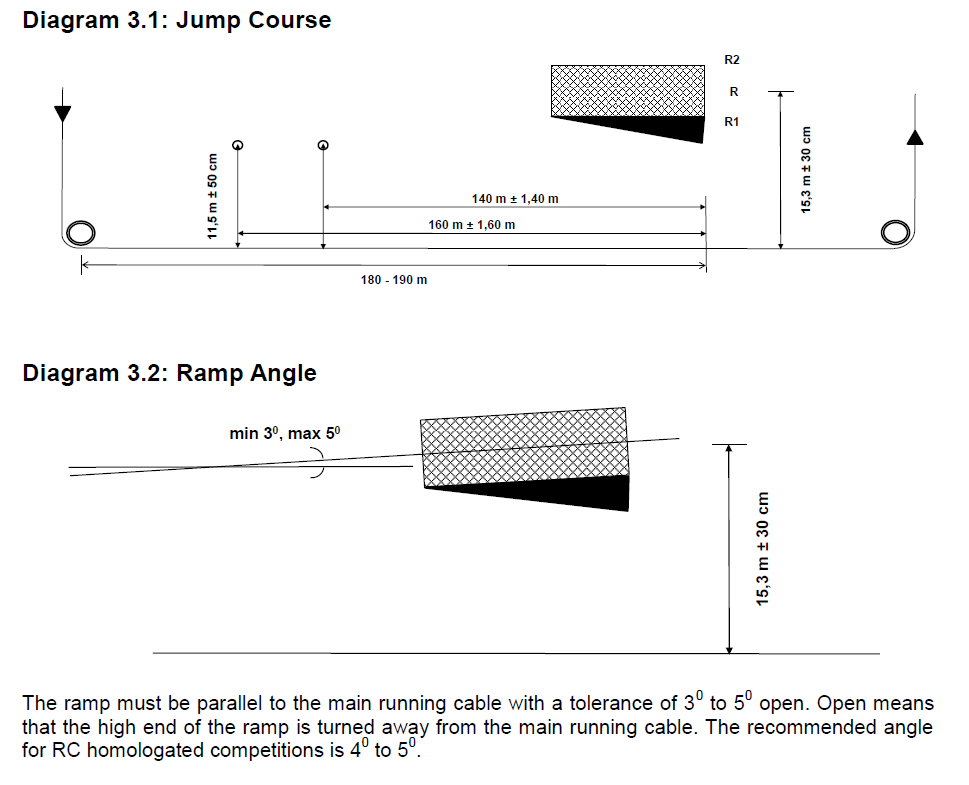 Diagram 3.1: Jump Course
R2
R
R1
11,5 m ± 50 cm
15,3 m ± 30 cm
140 m ± 1,40 m
160 m ± 1,60 m
180 - 190 m
Diagram 3.2: Ramp Angle
min 3⁰, max 5⁰
15,3 m ± 30 cm
The ramp must be parallel to the main running cable with a tolerance of 3⁰ to 5⁰ open. Open means
that the high end of the ramp is turned away from the main running cable. The recommended angle
for RC homologated competitions is 4⁰ to 5⁰.